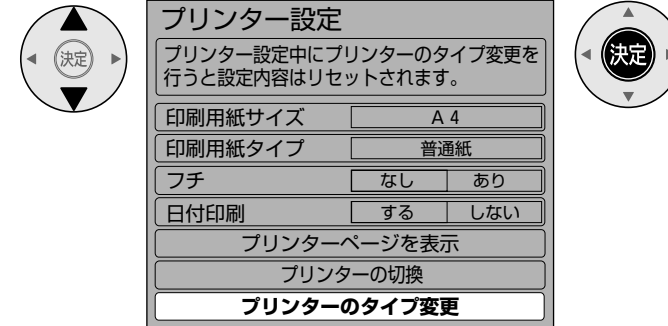 決定
プリンター設定
プリンター設定中にプリンターのタイプ変更を
行うと設定内容はリセットされます。
印刷用紙サイズ A 4
印刷用紙タイプ 普通紙
フチ なし あり
日付印刷 する しない
プリンターページを表示
プリンターの切換
プリンターのタイプ変更
決定